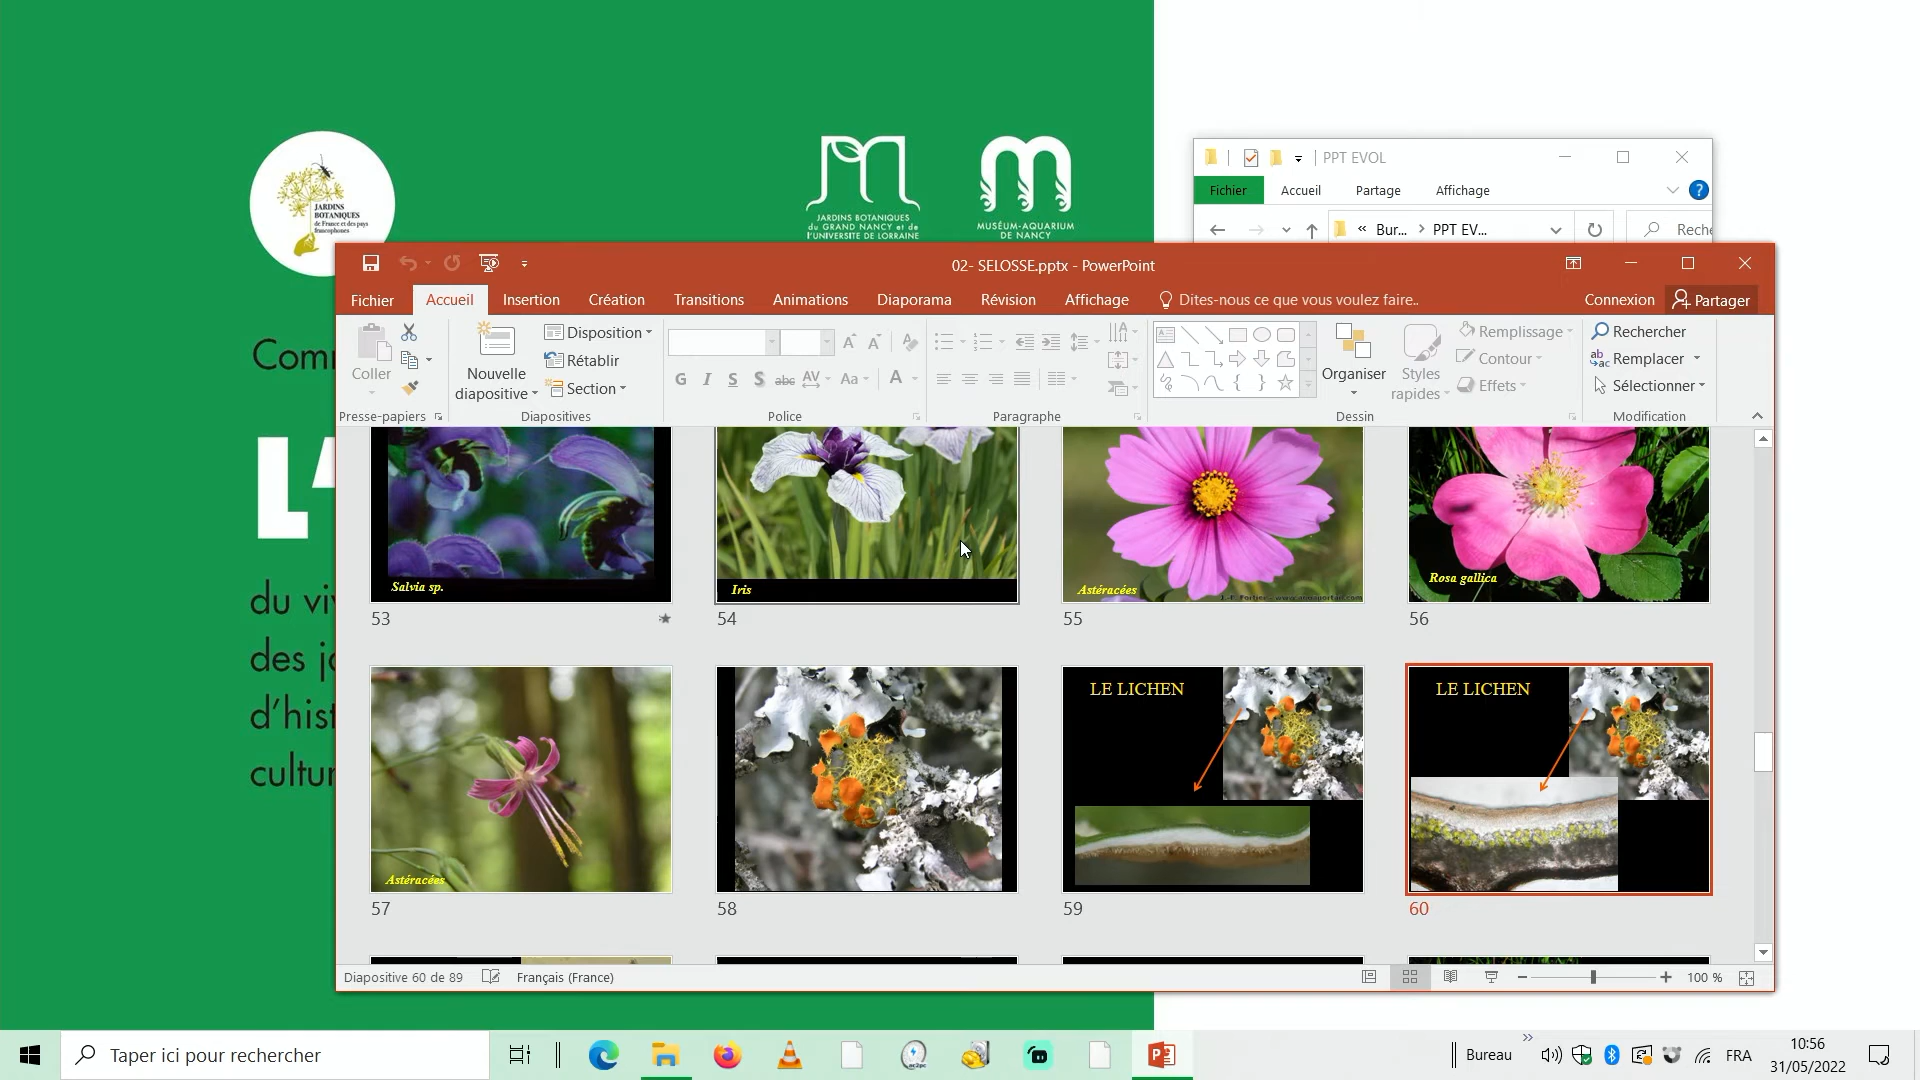 JARDINS
BOTANIQUES
de France et des pays
francophones
JARDINS BOTANIQUES
du GRAND NANCY et de
l'UNIVERSITÉ DE LORRAINE
MUSÉUM-AQUARIUM
DE NANCY
PPT EVOL
Fichier Accueil Partage Affichage
« Bur... > PPT EV... Reche
02- SELOSSE.pptx - PowerPoint
Fichier Accueil Insertion Création Transitions Animations Diaporama Révision Affichage Dites-nous ce que vous voulez faire.. Connexion Partager
Coller
Presse-papiers
Nouvelle
diapositive
Disposition
Rétablir
Section
Diapositives
G I S S abc AV Aa A
Police
Paragraphe
Organiser
Styles
rapides
Remplissage
Contour
Effets
Dessin
Rechercher
Remplacer
Sélectionner
Modification
Com
L'
du viv
des ja
d'hist
cultur
Salvia sp.
Iris
Astéracées
Rosa gallica
53 54 55 56
Astéracées
LE LICHEN
LE LICHEN
57 58 59 60
Diapositive 60 de 89 Français (France) 100 %
Taper ici pour rechercher
Bureau
FRA
10:56
31/05/2022